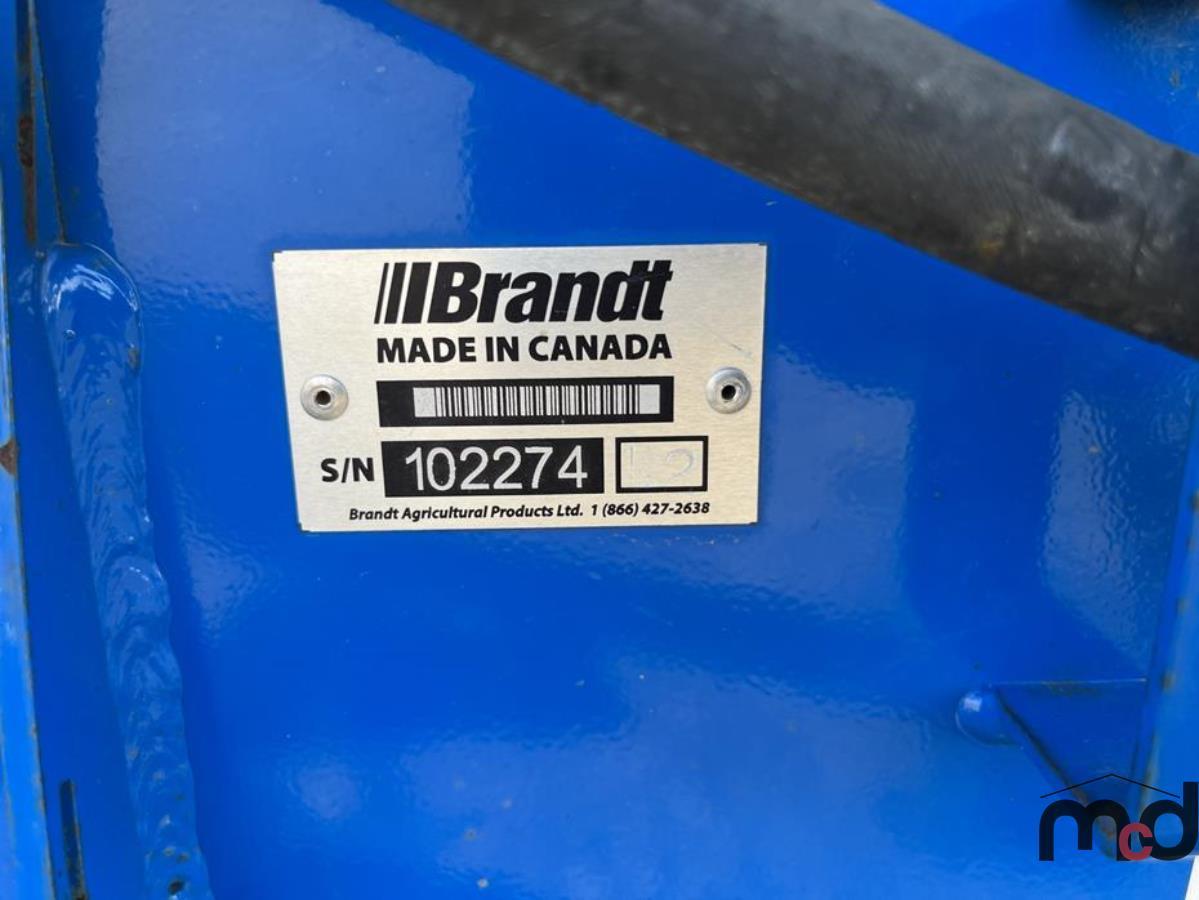 Brandt
MADE IN CANADA
S/N 102274
Brandt Agricultural Products Ltd. 1 (866) 427-2638
mcd